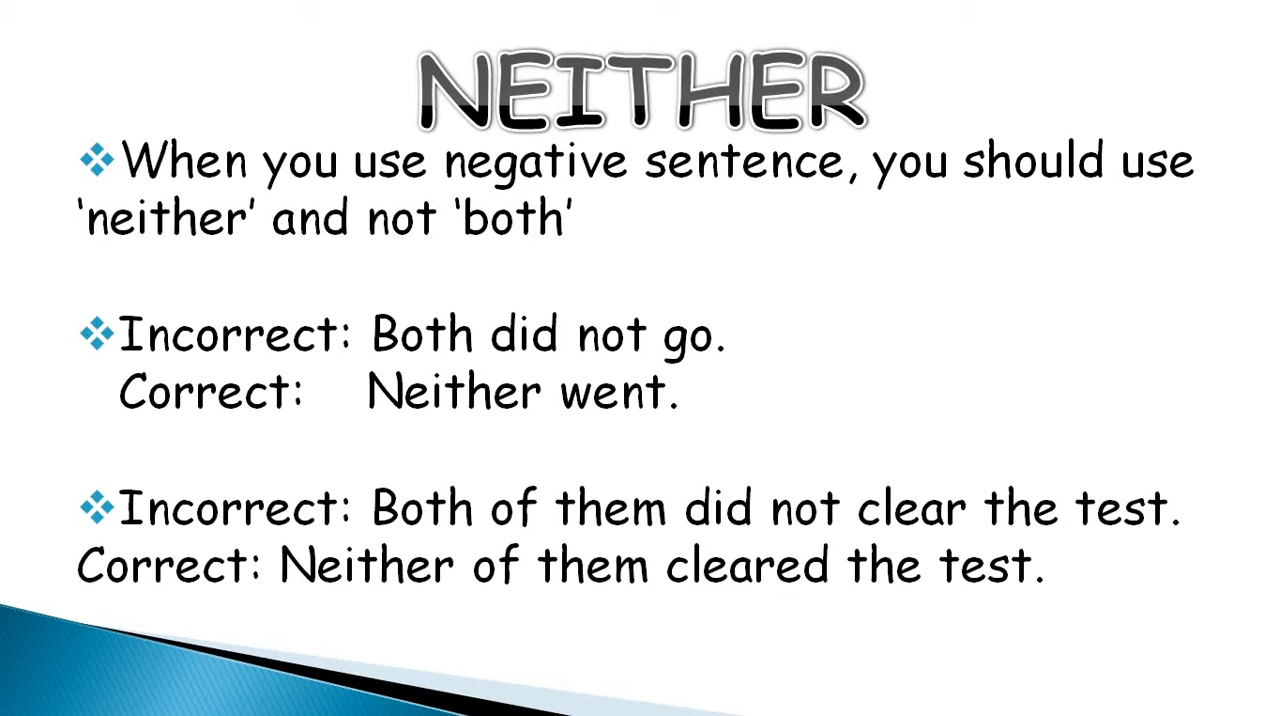 NEITHER
When you use negative sentence, you should use
‘neither’ and not ‘both’
Incorrect: Both did not go.
Correct: Neither went.
Incorrect: Both of them did not clear the test.
Correct: Neither of them cleared the test.